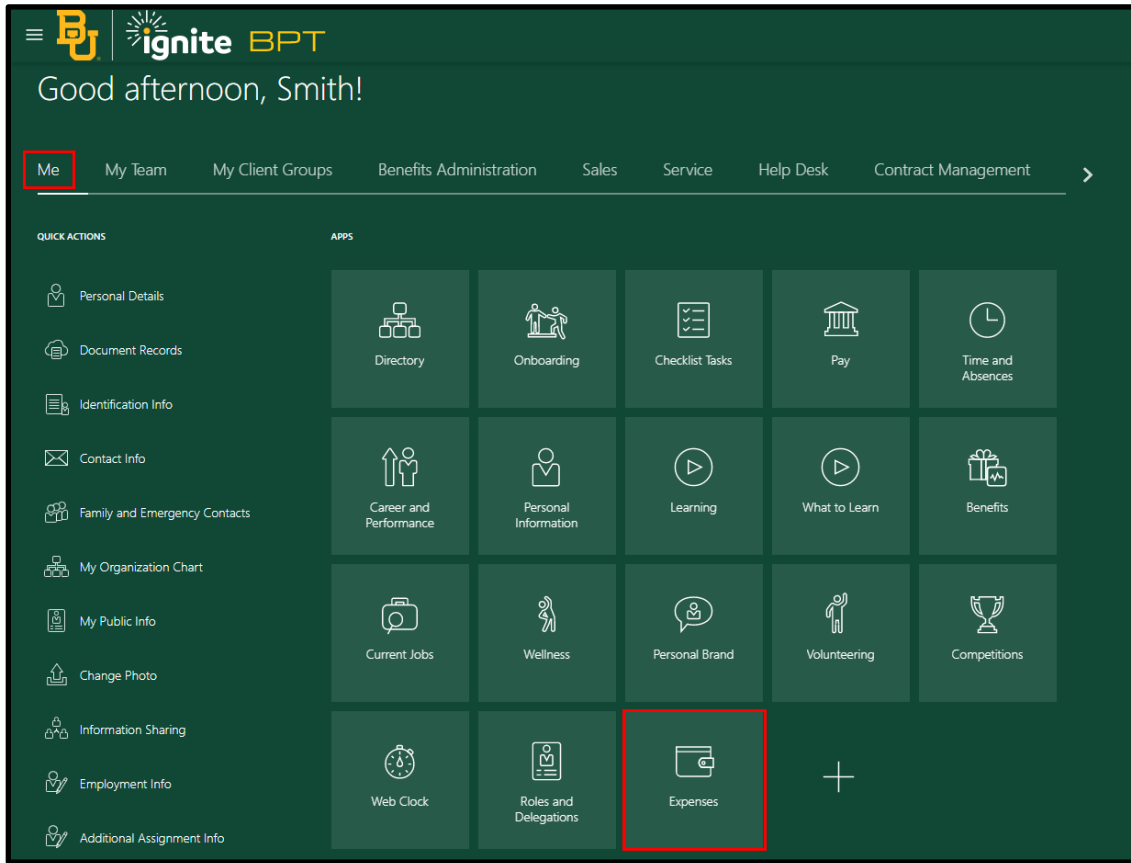 BU ignite BPT
Good afternoon, Smith!
Me My Team My Client Groups Benefits Administration Sales Service Help Desk Contract Management
QUICK ACTIONS
Personal Details
Document Records
Identification Info
Contact Info
Family and Emergency Contacts
My Organization Chart
My Public Info
Change Photo
Information Sharing
Employment Info
Additional Assignment Info
APPS
Directory
Onboarding
Checklist Tasks
Pay
Time and
Absences
Career and
Performance
Personal
Information
Learning
What to Learn
Benefits
Current Jobs
Wellness
Personal Brand
Volunteering
Competitions
Web Clock
Roles and
Delegations
Expenses